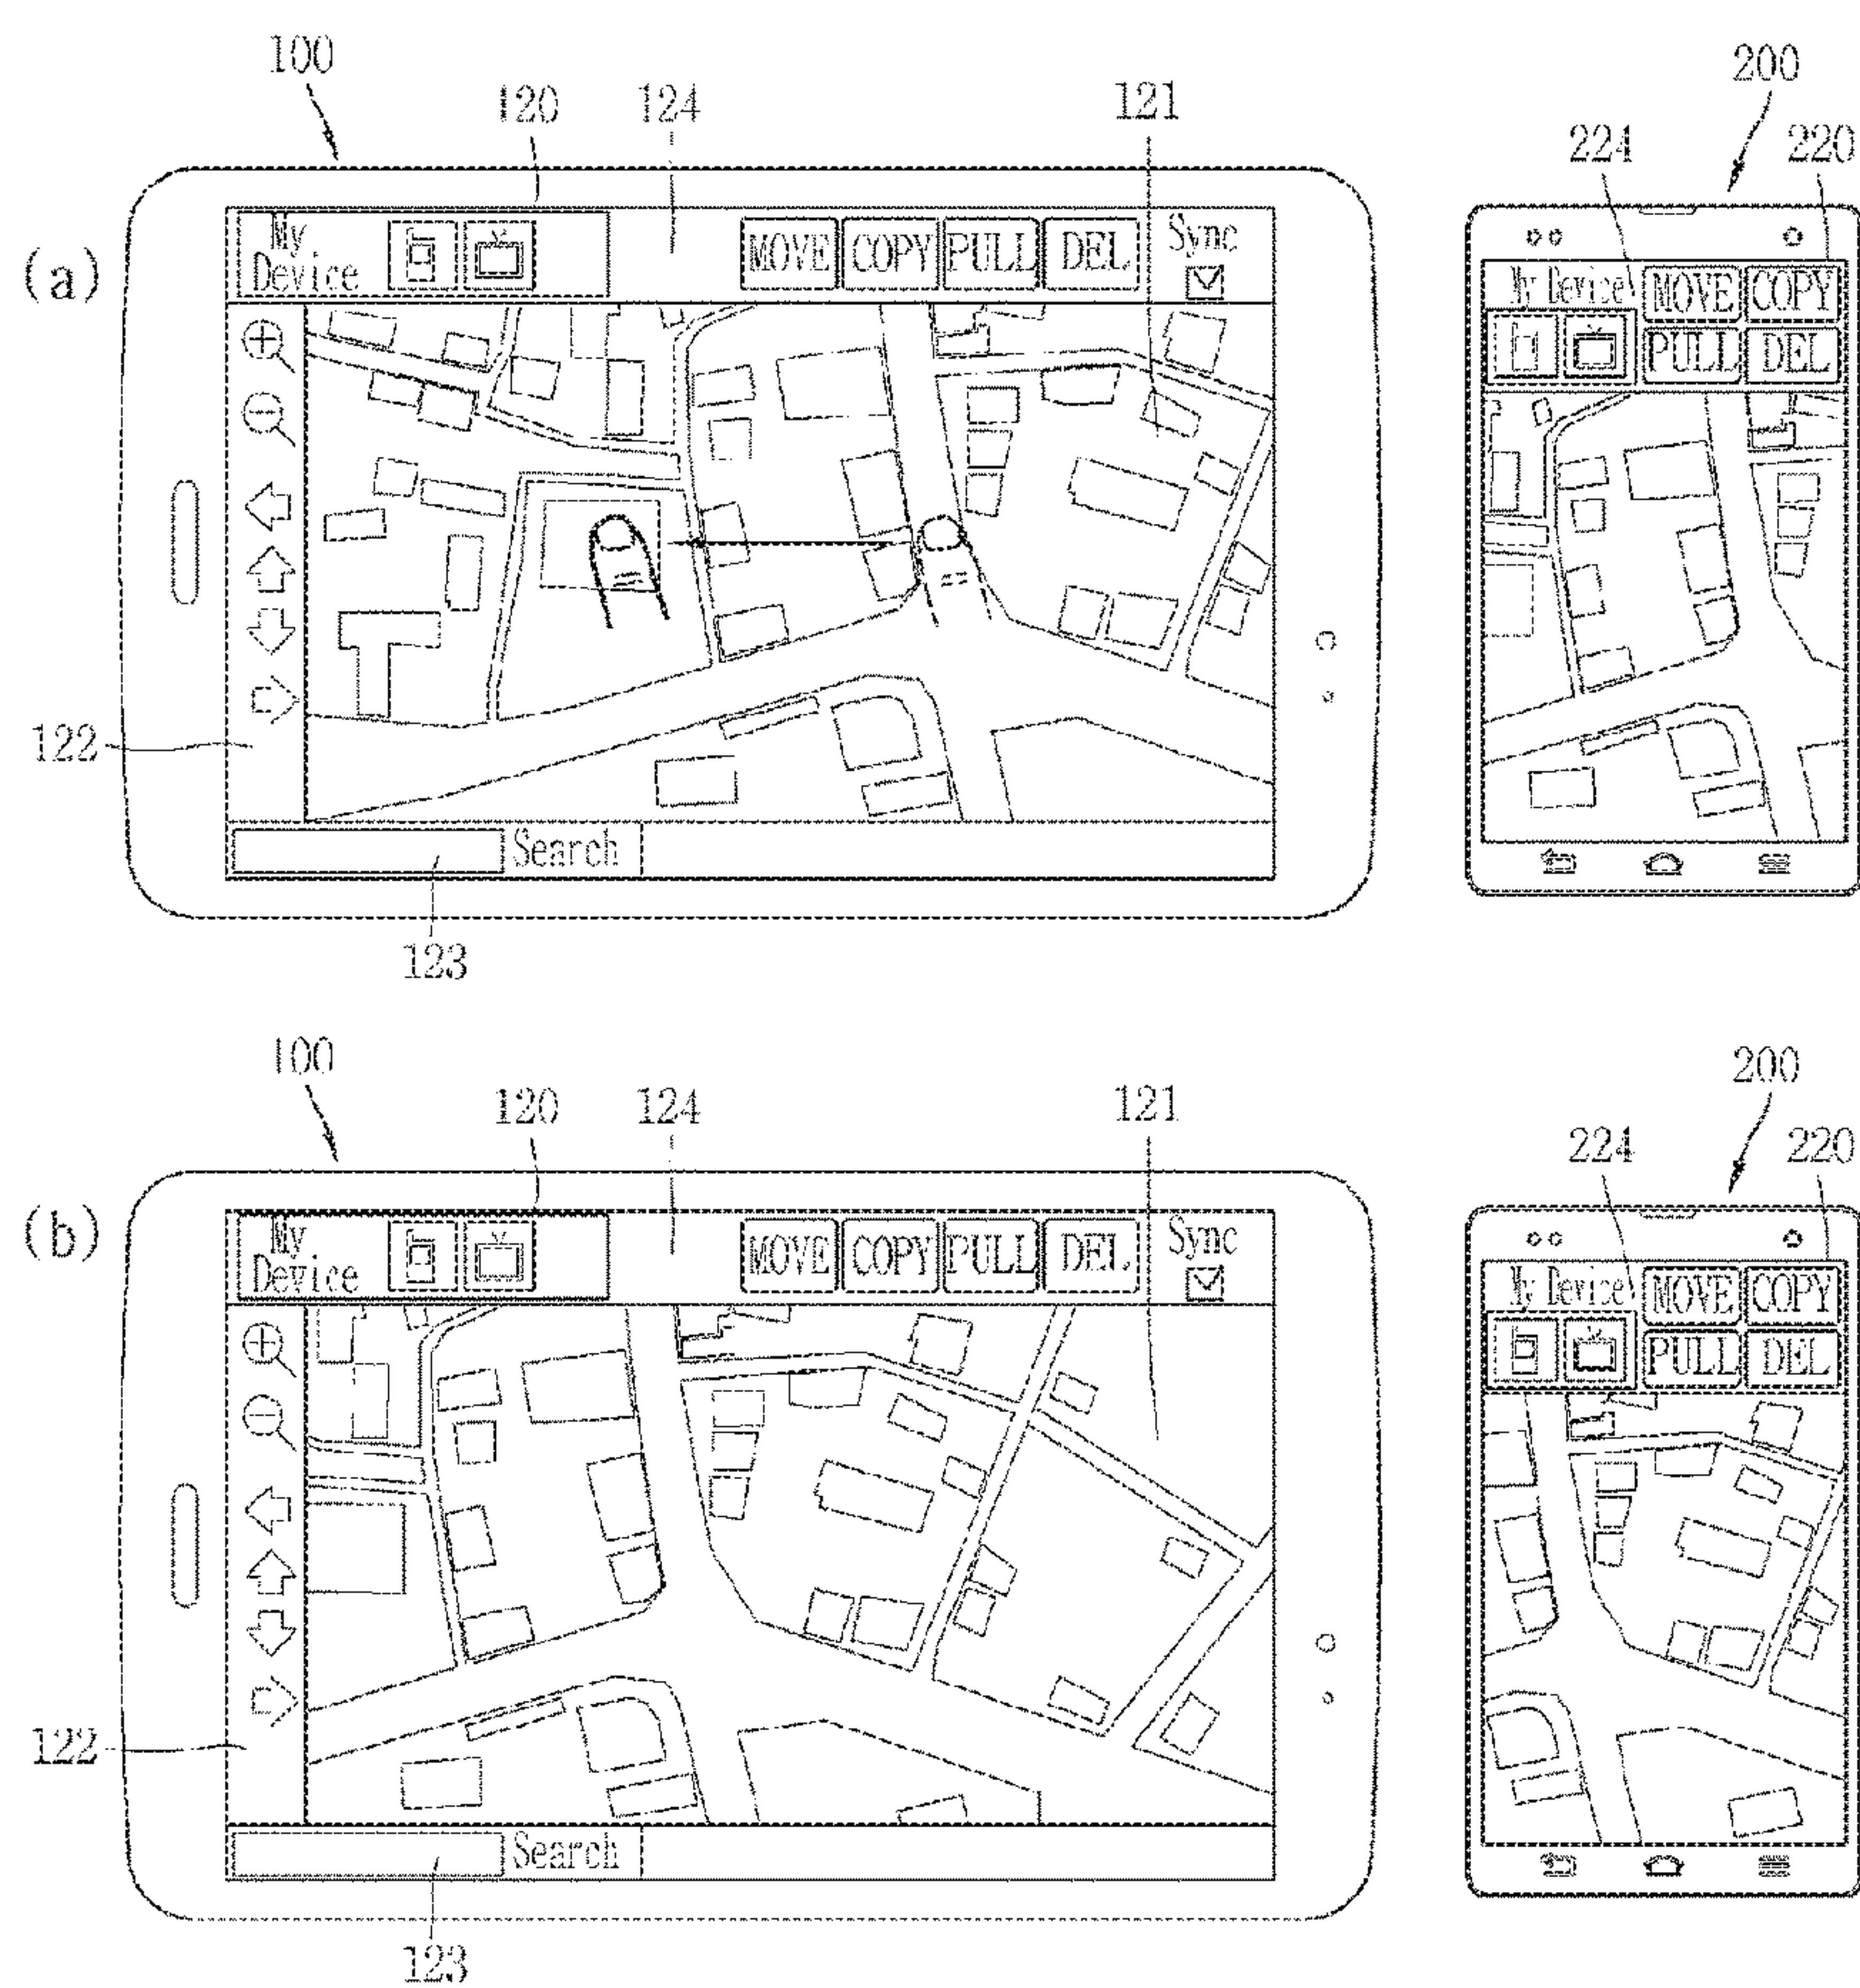 100
120
124
121
200
224
220
(a)
My
Device
MOVE
COPY
PULL
DEL
Sync
My Device
MOVE
COPY
PULL
DEL
122
Search
123
100
120
124
121
200
224
220
(b)
My
Device
MOVE
COPY
PULL
DEL
Sync
My Device
MOVE
COPY
PULL
DEL
122
Search
123